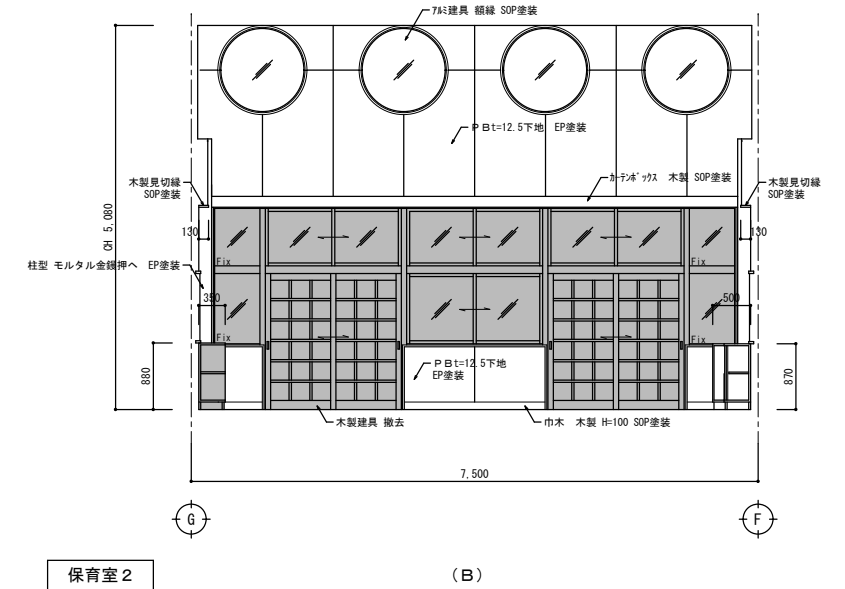 ｱﾙﾐ建具 額縁 SOP塗装
ＰＢt=12.5下地 EP塗装
ｶｰﾃﾝﾎﾞｯｸｽ 木製 SOP塗装
木製見切縁
SOP塗装
木製見切縁
SOP塗装
130
130
CH 5,080
柱型 モルタル金鏝押へ EP塗装
Fix
Fix
350
500
Fix
Fix
880
ＰＢt=12.5下地
EP塗装
870
木製建具 撤去
巾木 木製 H=100 SOP塗装
7,500
G
F
保育室２
（Ｂ）